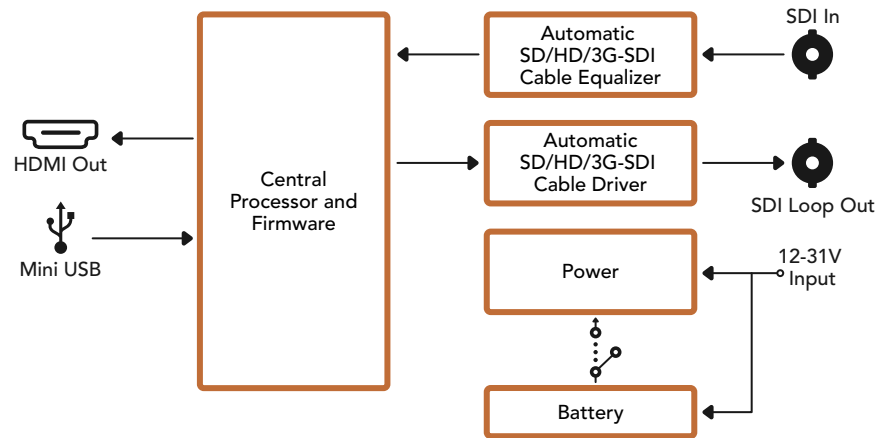 SDI In
Automatic
SD/HD/3G-SDI
Cable Equalizer
HDMI Out
Automatic
SD/HD/3G-SDI
Cable Driver
SDI Loop Out
Central
Processor and
Firmware
Mini USB
Power
12-31V
Input
Battery